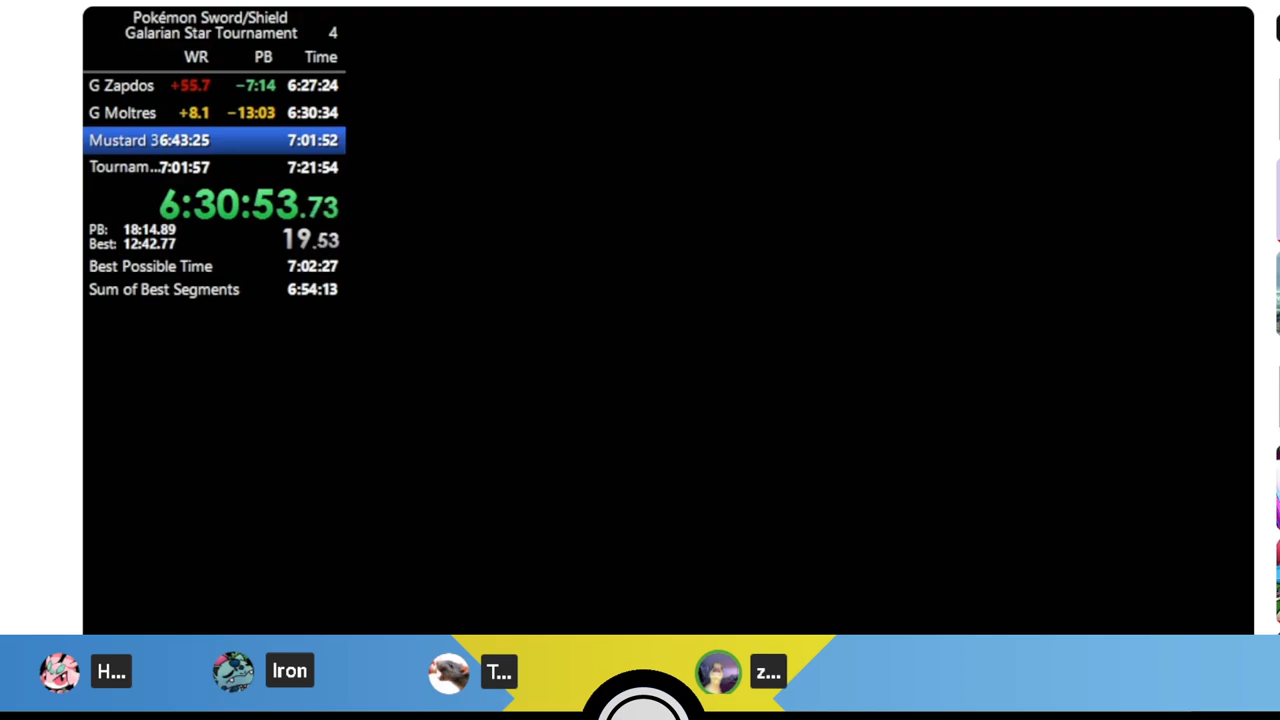 Pokémon Sword/Shield
Galarian Star Tournament 4
WR PB Time
G Zapdos +55.7 −7:14 6:27:24
G Moltres +8.1 −13:03 6:30:34
Mustard 3 6:43:25 7:01:52
Tournam... 7:01:57 7:21:54
6:30:53.73
PB: 18:14.89
Best: 12:42.77
19.53
Best Possible Time 7:02:27
Sum of Best Segments 6:54:13
H... Iron T... z...